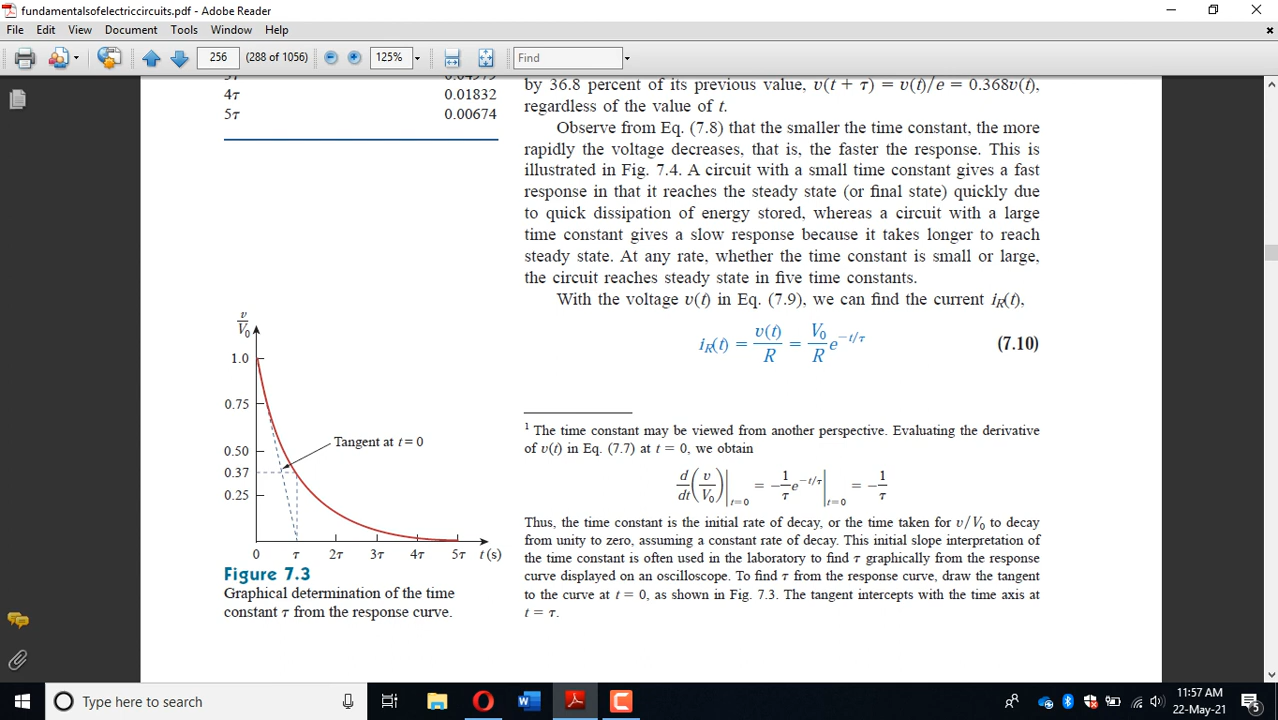 fundamentalsofelectriccircuits.pdf - Adobe Reader
File Edit View Document Tools Window Help
256 (288 of 1056) 125% Find
4τ 0.01832
5τ 0.00674
by 36.8 percent of its previous value, v(t + τ) = v(t)/e = 0.368v(t),
regardless of the value of t.
Observe from Eq. (7.8) that the smaller the time constant, the more
rapidly the voltage decreases, that is, the faster the response. This is
illustrated in Fig. 7.4. A circuit with a small time constant gives a fast
response in that it reaches the steady state (or final state) quickly due
to quick dissipation of energy stored, whereas a circuit with a large
time constant gives a slow response because it takes longer to reach
steady state. At any rate, whether the time constant is small or large,
the circuit reaches steady state in five time constants.
With the voltage v(t) in Eq. (7.9), we can find the current iR(t),
iR(t) = v(t)/R = V0/R e^−t/τ (7.10)
v/V0
1.0
0.75
0.50
0.37
0.25
Tangent at t = 0
0 τ 2τ 3τ 4τ 5τ t (s)
Figure 7.3
Graphical determination of the time
constant τ from the response curve.
1 The time constant may be viewed from another perspective. Evaluating the derivative
of v(t) in Eq. (7.7) at t = 0, we obtain
d/dt (v/V0)|t=0 = −1/τ e^−t/τ|t=0 = −1/τ
Thus, the time constant is the initial rate of decay, or the time taken for v/V0 to decay
from unity to zero, assuming a constant rate of decay. This initial slope interpretation of
the time constant is often used in the laboratory to find τ graphically from the response
curve displayed on an oscilloscope. To find τ from the response curve, draw the tangent
to the curve at t = 0, as shown in Fig. 7.3. The tangent intercepts with the time axis at
t = τ.
Type here to search
11:57 AM
22-May-21
5